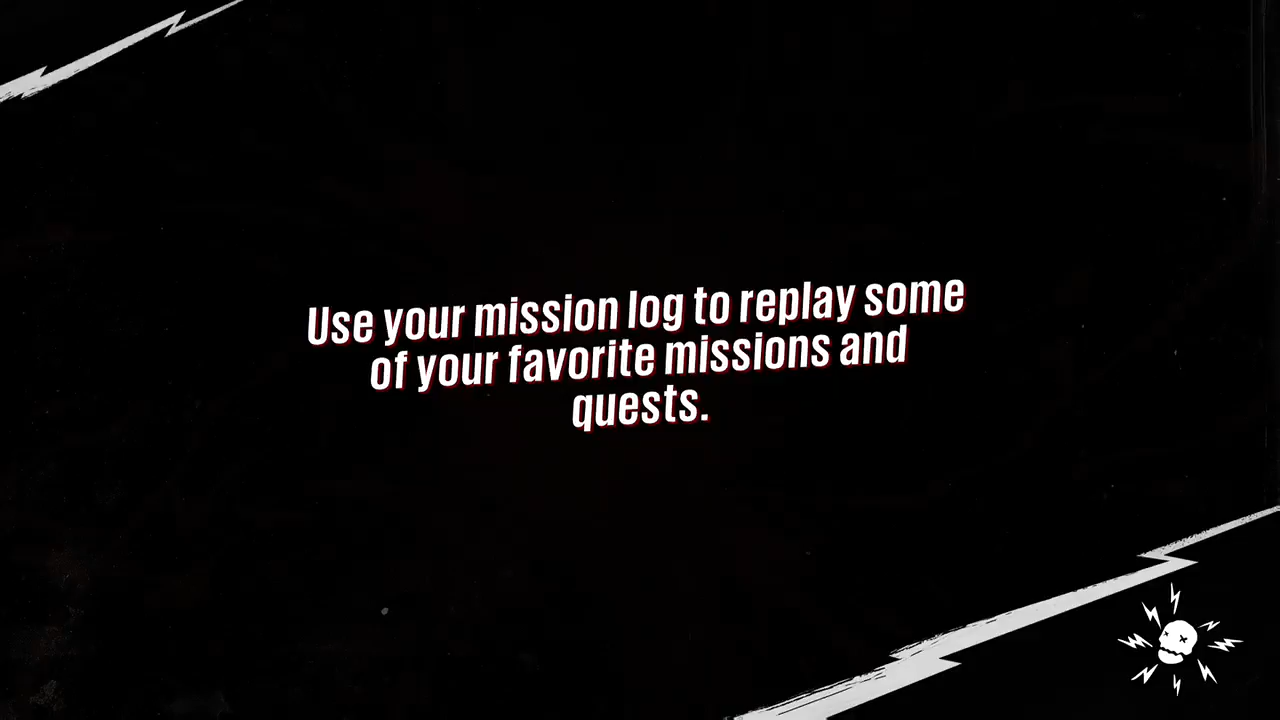 Use your mission log to replay some
of your favorite missions and
quests.